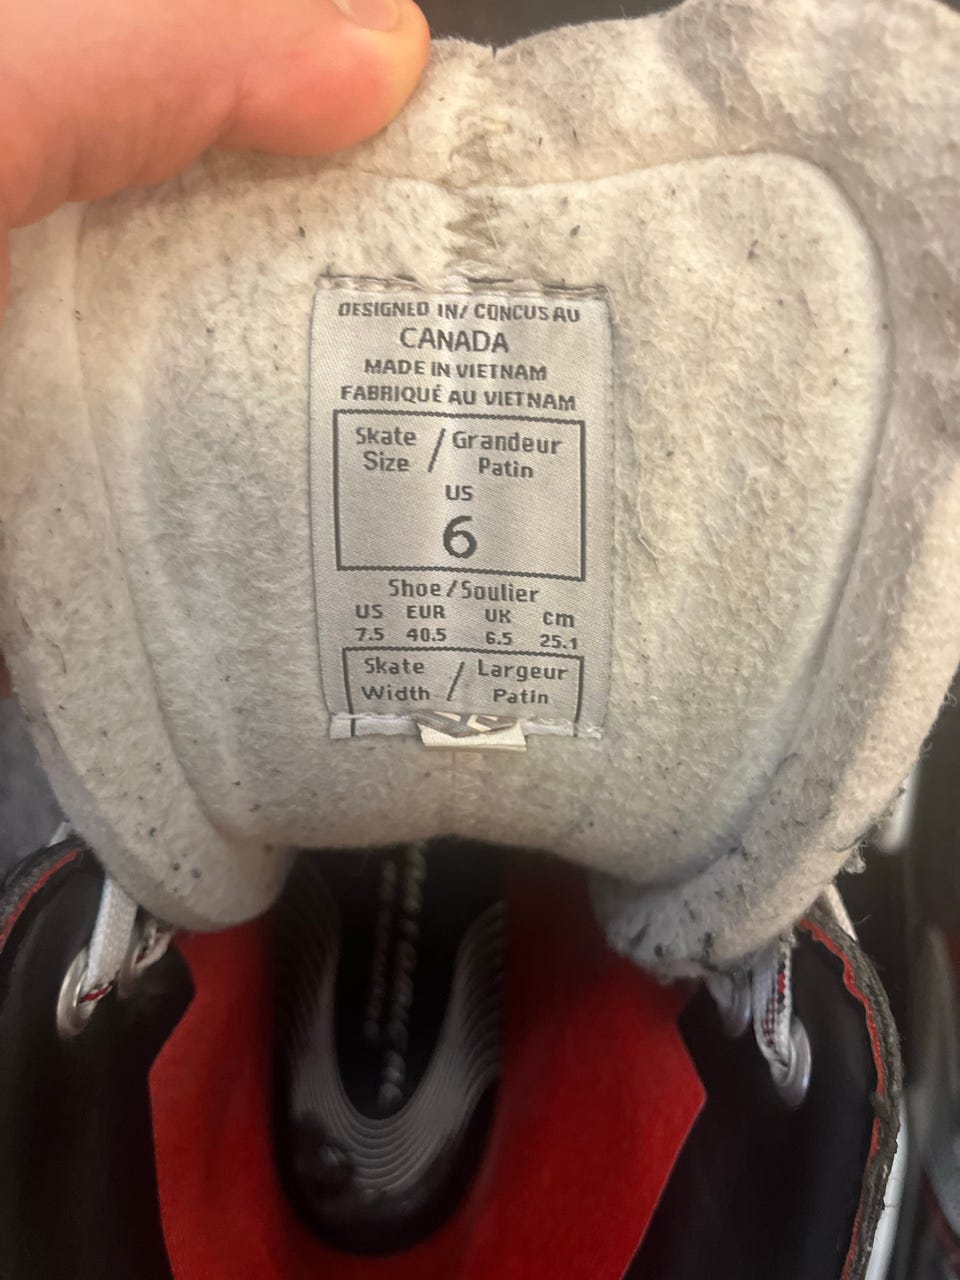 DESIGNED IN/ CONCUS AU
CANADA
MADE IN VIETNAM
FABRIQUÉ AU VIETNAM
Skate / Grandeur
Size Patin
US
6
Shoe / Soulier
US EUR UK cm
7.5 40.5 6.5 25.1
Skate / Largeur
Width Patin